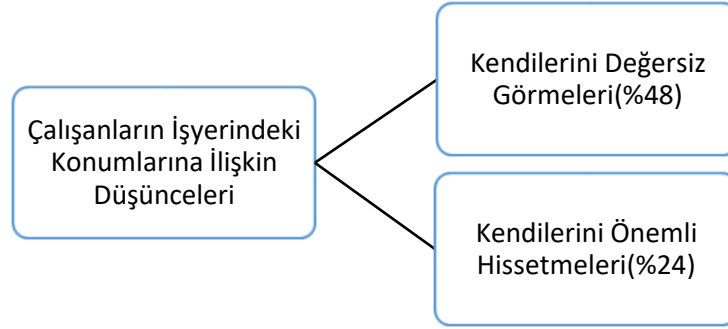 Çalışanların İşyerindeki
Konumlarına İlişkin
Düşünceleri
Kendilerini Değersiz
Görmeleri(%48)
Kendilerini Önemli
Hissetmeleri(%24)